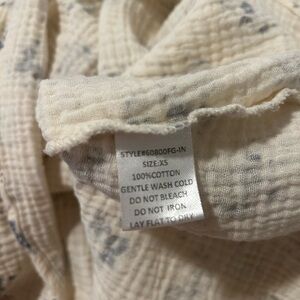 STYLE#60800FG-IN
SIZE:XS
100%COTTON
GENTLE WASH COLD
DO NOT BLEACH
DO NOT IRON
LAY FLAT TO DRY